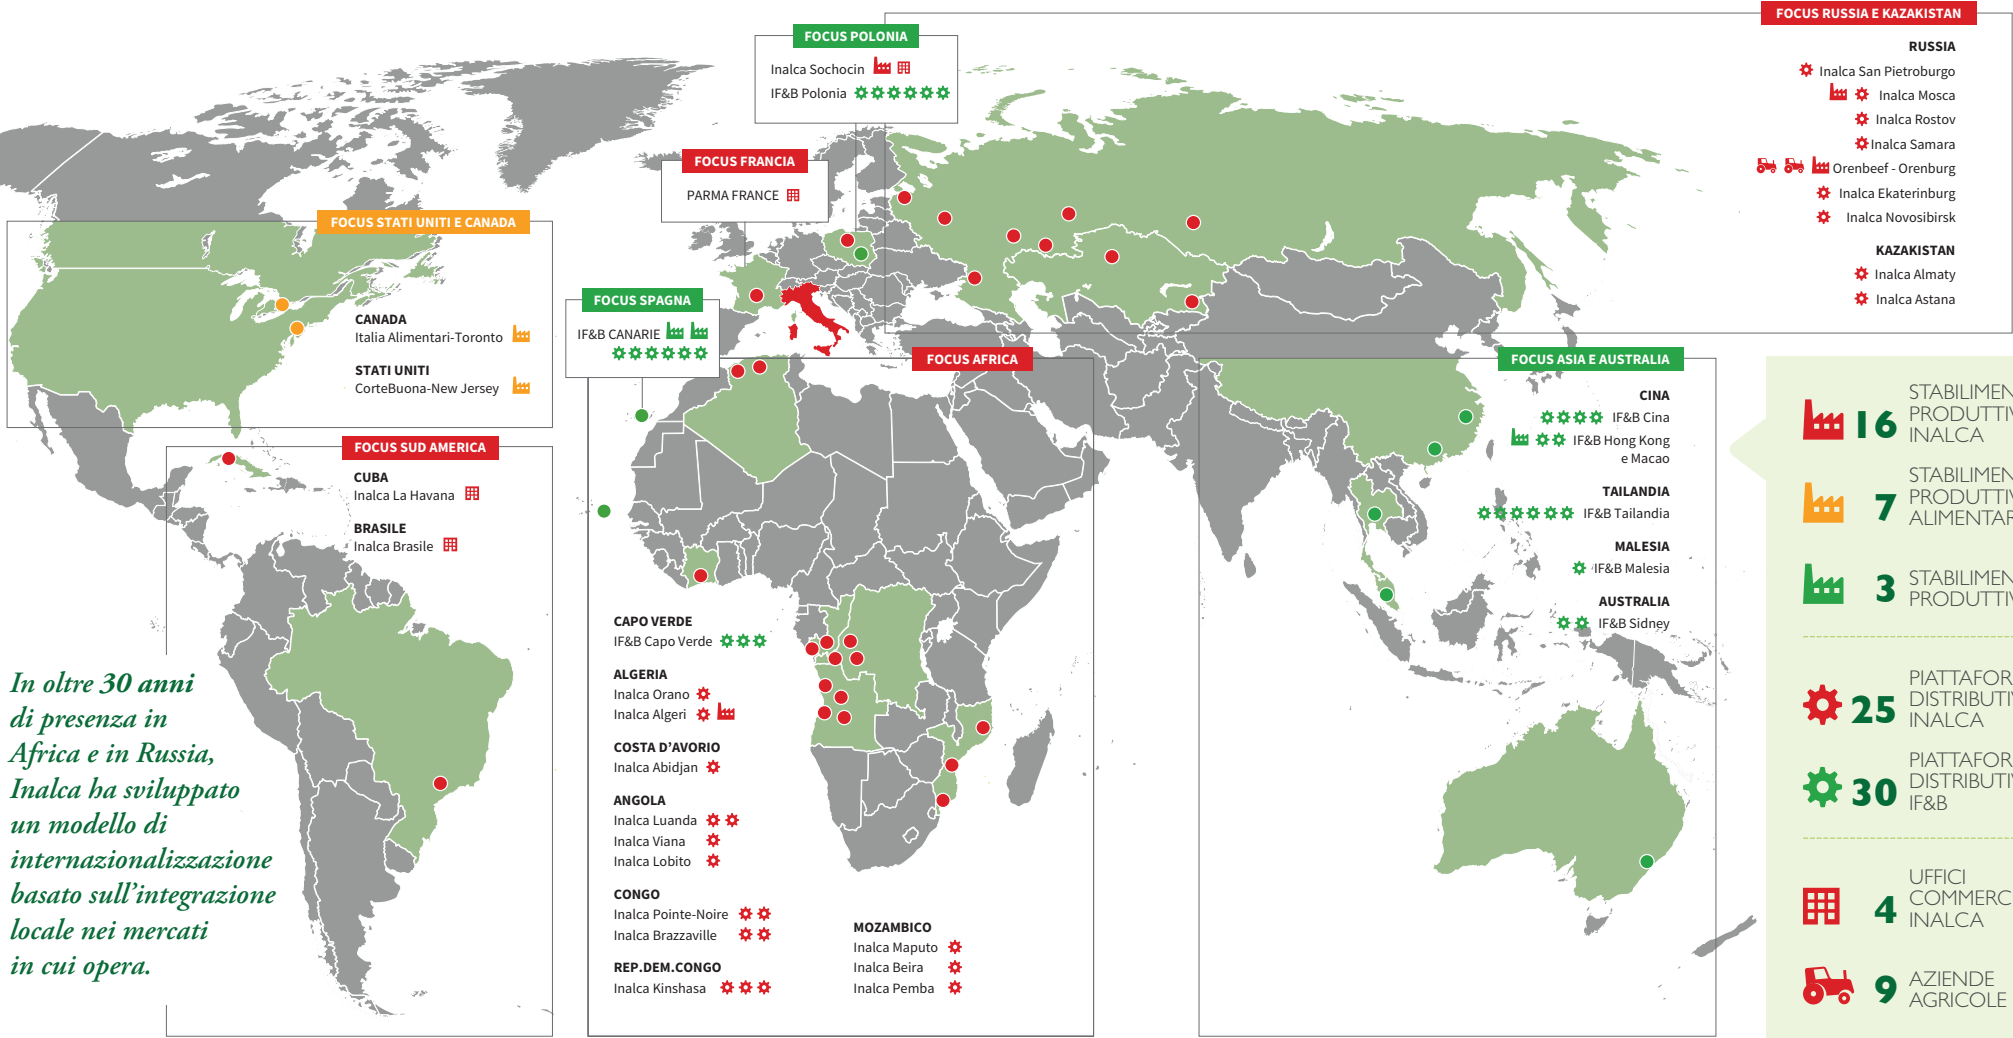 FOCUS RUSSIA E KAZAKISTAN
RUSSIA
Inalca San Pietroburgo
Inalca Mosca
Inalca Rostov
Inalca Samara
Orenbeef - Orenburg
Inalca Ekaterinburg
Inalca Novosibirsk
KAZAKISTAN
Inalca Almaty
Inalca Astana
FOCUS POLONIA
Inalca Sochocin
IF&B Polonia
FOCUS FRANCIA
PARMA FRANCE
FOCUS STATI UNITI E CANADA
CANADA
Italia Alimentari-Toronto
STATI UNITI
CorteBuona-New Jersey
FOCUS SPAGNA
IF&B CANARIE
FOCUS SUD AMERICA
CUBA
Inalca La Havana
BRASILE
Inalca Brasile
FOCUS AFRICA
CAPO VERDE
IF&B Capo Verde
ALGERIA
Inalca Orano
Inalca Algeri
COSTA D'AVORIO
Inalca Abidjan
ANGOLA
Inalca Luanda
Inalca Viana
Inalca Lobito
CONGO
Inalca Pointe-Noire
Inalca Brazzaville
REP.DEM.CONGO
Inalca Kinshasa
MOZAMBICO
Inalca Maputo
Inalca Beira
Inalca Pemba
FOCUS ASIA E AUSTRALIA
CINA
IF&B Cina
IF&B Hong Kong
e Macao
TAILANDIA
IF&B Tailandia
MALESIA
IF&B Malesia
AUSTRALIA
IF&B Sidney
In oltre 30 anni
di presenza in
Africa e in Russia,
Inalca ha sviluppato
un modello di
internazionalizzazione
basato sull'integrazione
locale nei mercati
in cui opera.
16
INALCA
7
3
25
INALCA
30
IF&B
4
UFFICI
INALCA
9
AZIENDE
AGRICOLE